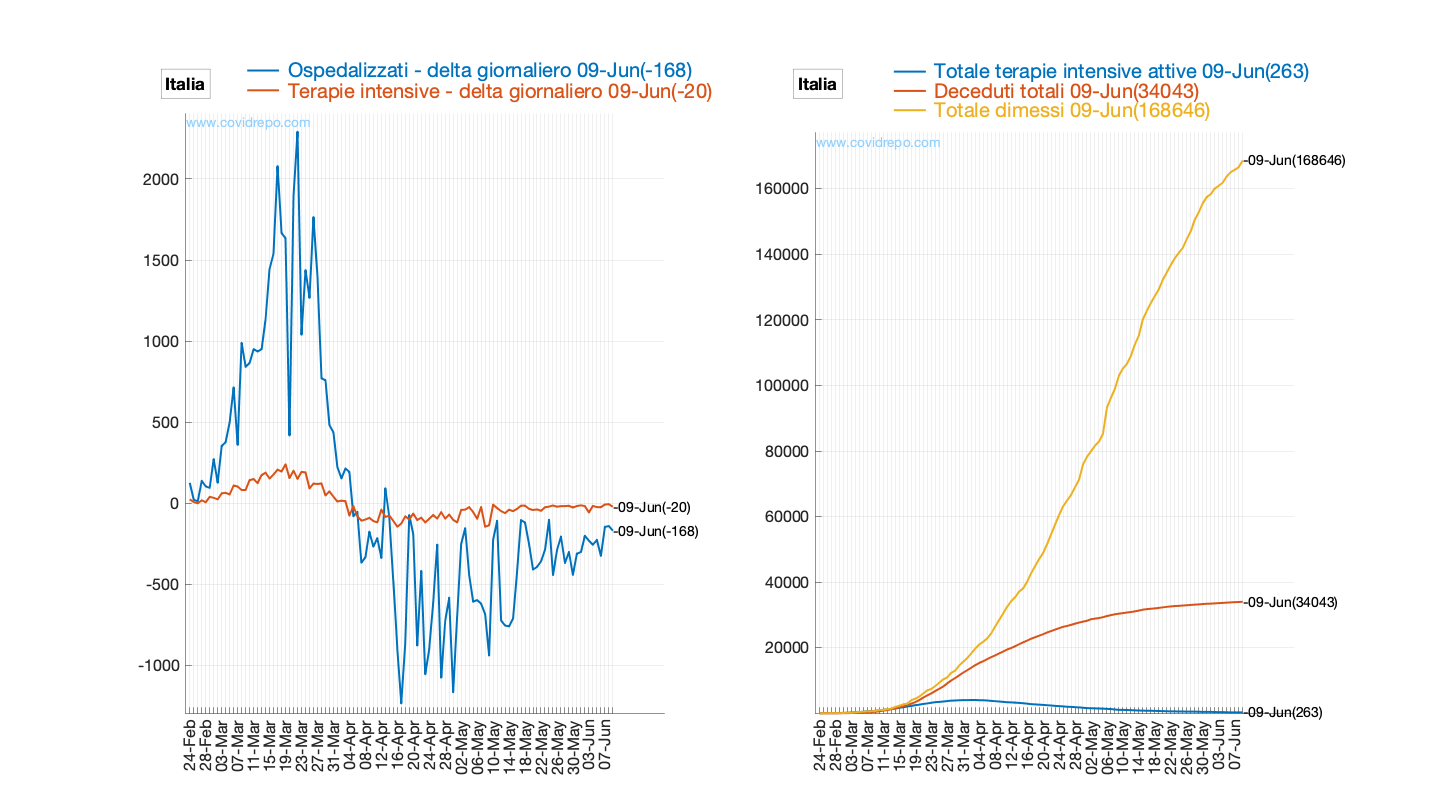 Italia
Ospedalizzati - delta giornaliero 09-Jun(-168)
Terapie intensive - delta giornaliero 09-Jun(-20)
www.covidrepo.com
2000
1500
1000
500
0
-500
-1000
-09-Jun(-20)
-09-Jun(-168)
24-Feb
28-Feb
03-Mar
07-Mar
11-Mar
15-Mar
19-Mar
23-Mar
27-Mar
31-Mar
04-Apr
08-Apr
12-Apr
16-Apr
20-Apr
24-Apr
28-Apr
02-May
06-May
10-May
14-May
18-May
22-May
26-May
30-May
03-Jun
07-Jun
Italia
Totale terapie intensive attive 09-Jun(263)
Deceduti totali 09-Jun(34043)
Totale dimessi 09-Jun(168646)
www.covidrepo.com
160000
140000
120000
100000
80000
60000
40000
20000
-09-Jun(168646)
-09-Jun(34043)
-09-Jun(263)
24-Feb
28-Feb
03-Mar
07-Mar
11-Mar
15-Mar
19-Mar
23-Mar
27-Mar
31-Mar
04-Apr
08-Apr
12-Apr
16-Apr
20-Apr
24-Apr
28-Apr
02-May
06-May
10-May
14-May
18-May
22-May
26-May
30-May
03-Jun
07-Jun